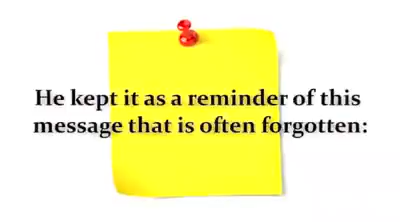 He kept it as a reminder of this
message that is often forgotten: